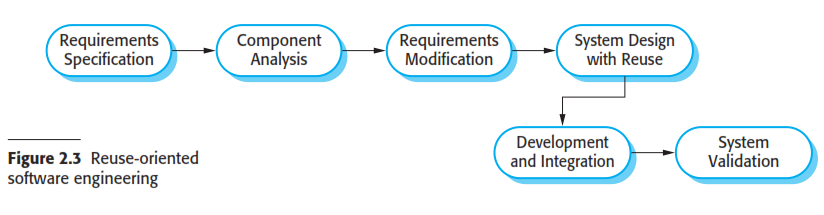 Requirements
Specification
Component
Analysis
Requirements
Modification
System Design
with Reuse
Development
and Integration
System
Validation
Figure 2.3 Reuse-oriented
software engineering